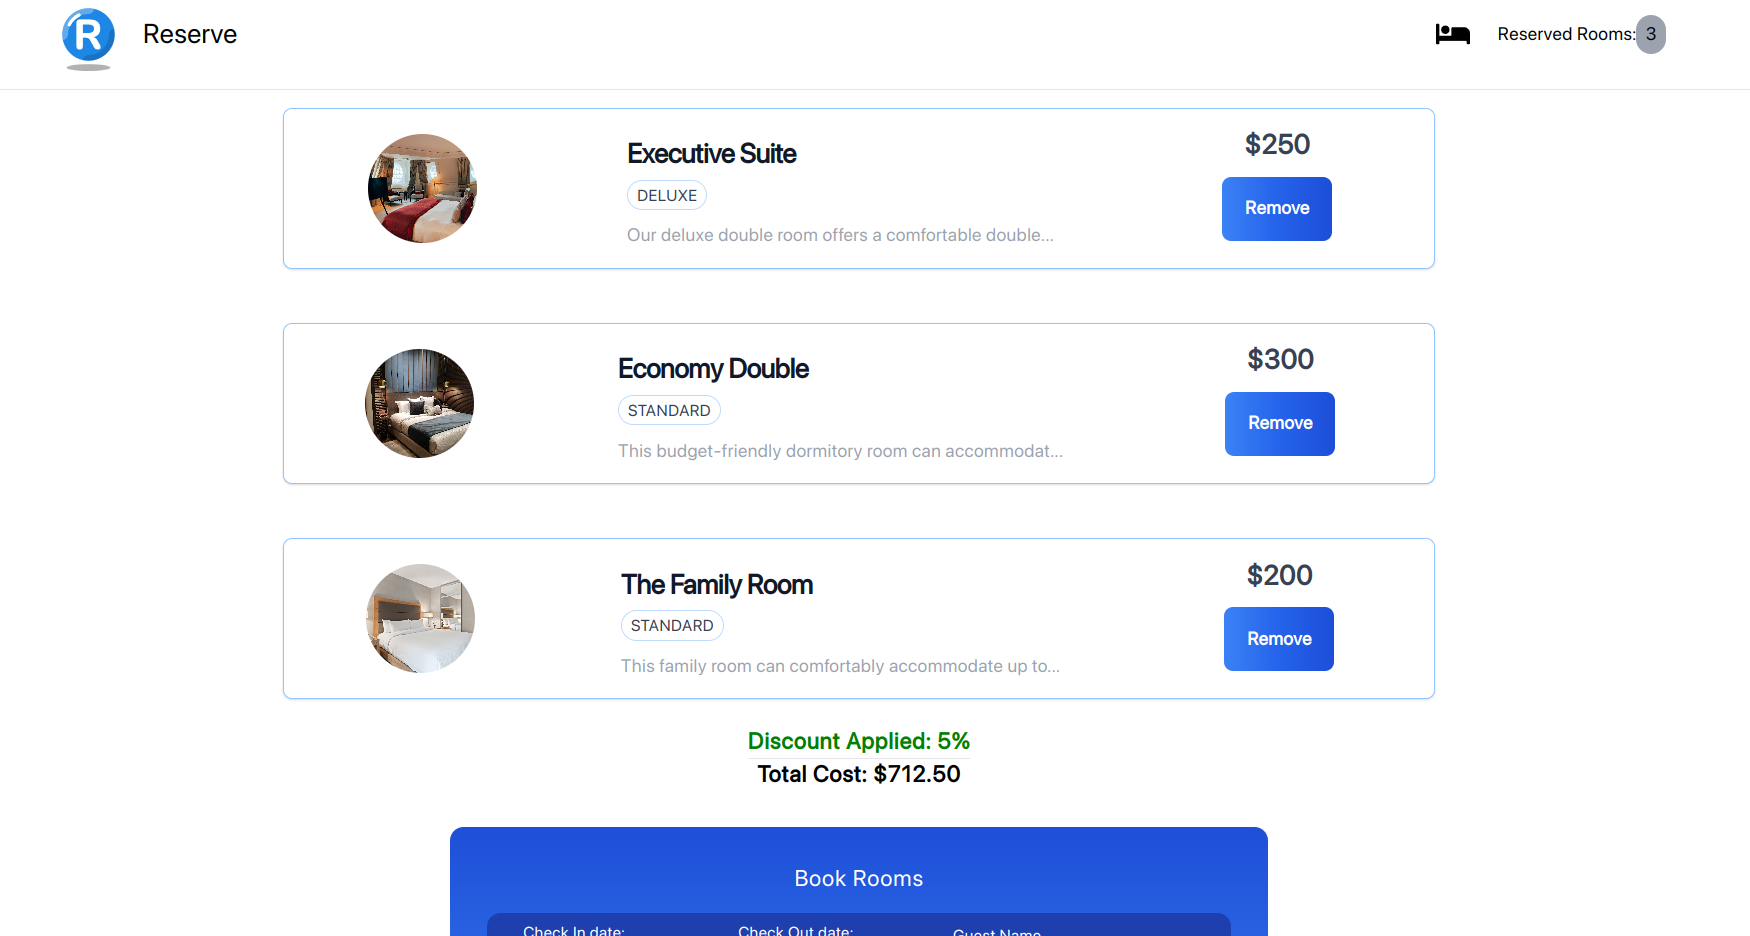 R
Reserve
Reserved Rooms: 3
Executive Suite
$250
DELUXE
Remove
Our deluxe double room offers a comfortable double...
Economy Double
$300
STANDARD
Remove
This budget-friendly dormitory room can accommodat...
The Family Room
$200
STANDARD
Remove
This family room can comfortably accommodate up to...
Discount Applied: 5%
Total Cost: $712.50
Book Rooms
Check In date: Check Out date: Guest Name